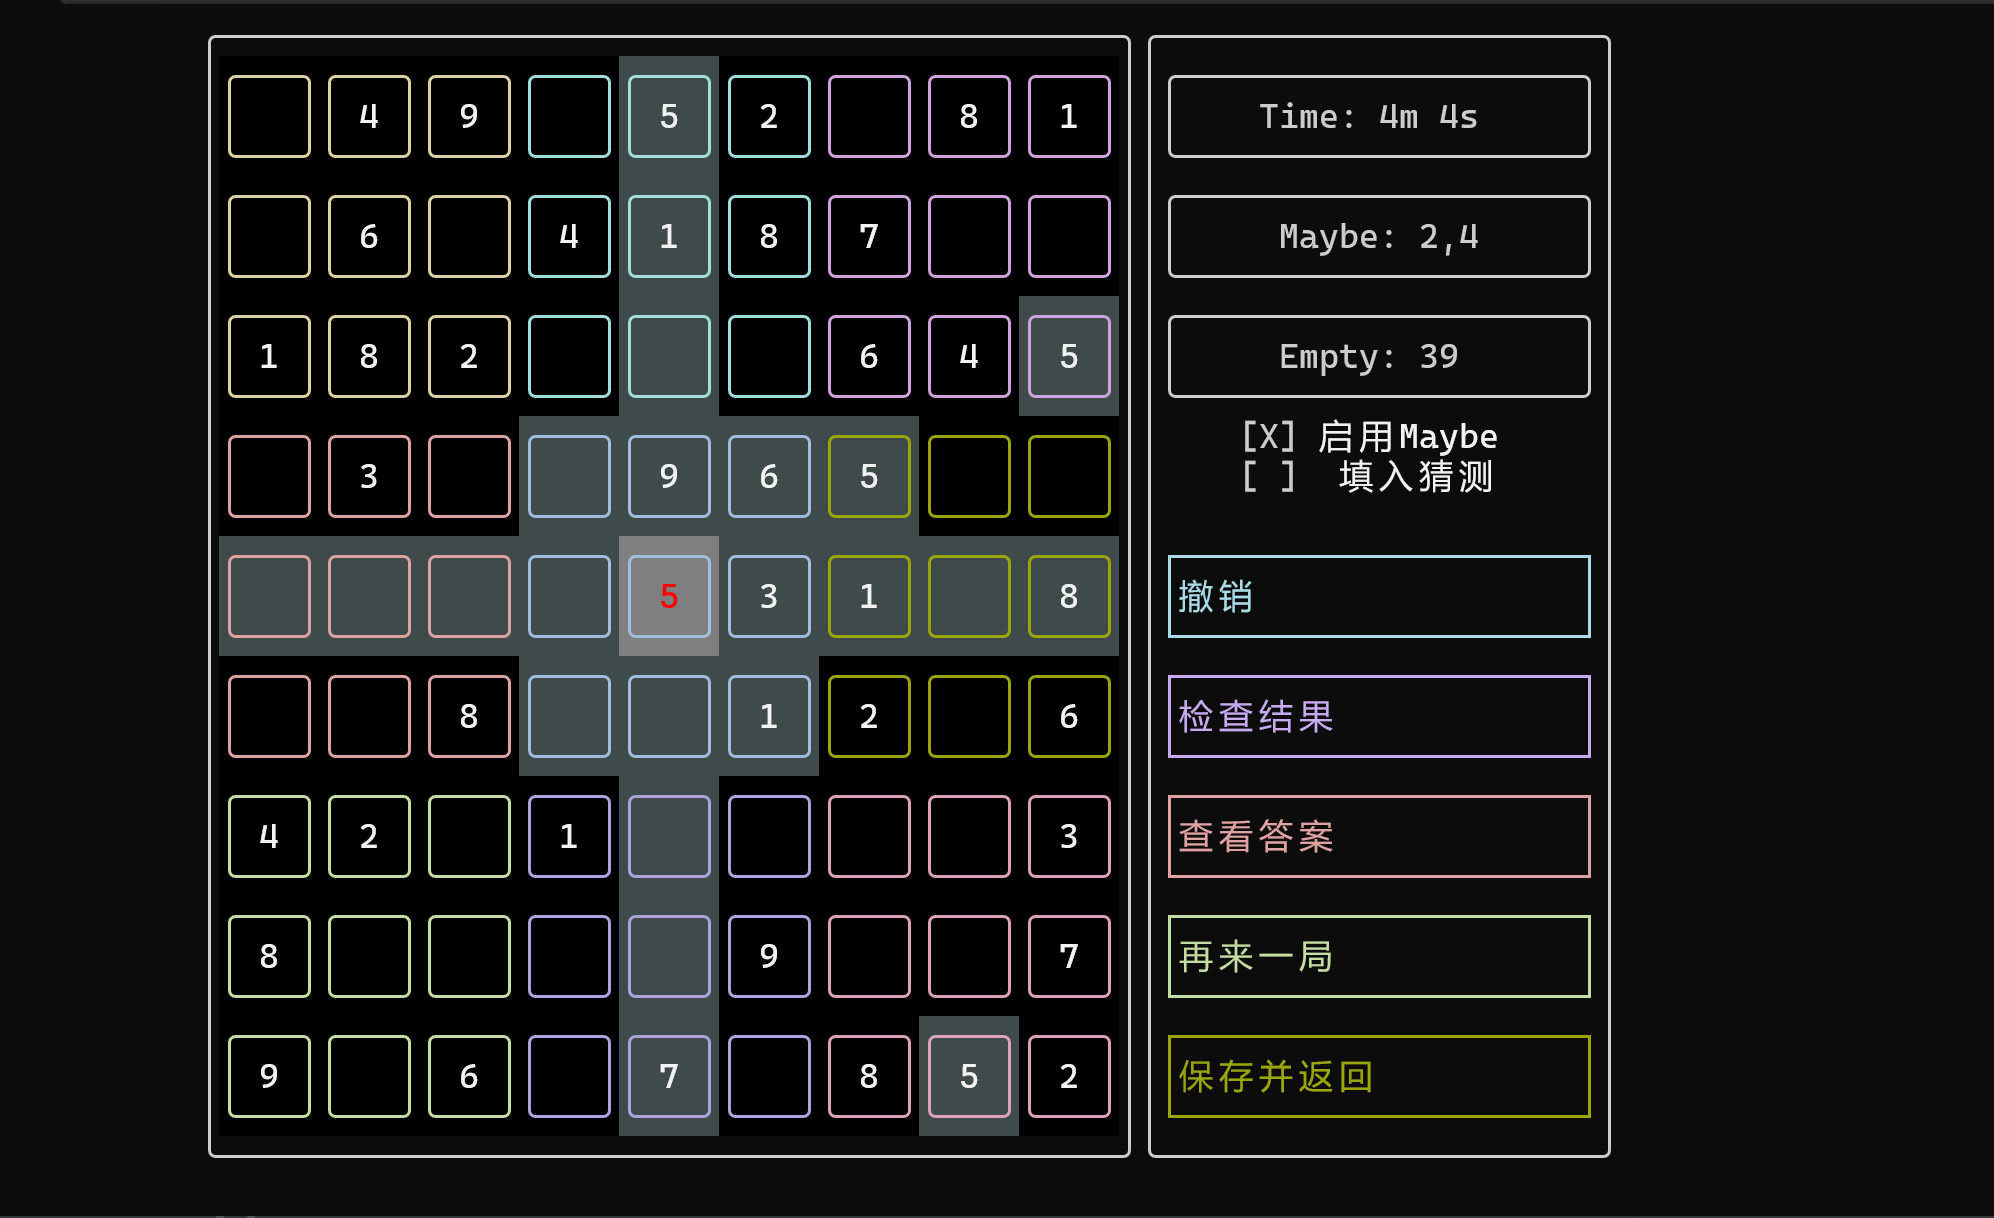 4 9 5 2 8 1
Time: 4m 4s
6 4 1 8 7
Maybe: 2,4
1 8 2 6 4 5
Empty: 39
[X] 启用Maybe
[ ] 填入猜测
3 9 6 5
5 3 1 8
撤销
8 1 2 6
检查结果
4 2 1 3
查看答案
8 9 7
再来一局
9 6 7 8 5 2
保存并返回